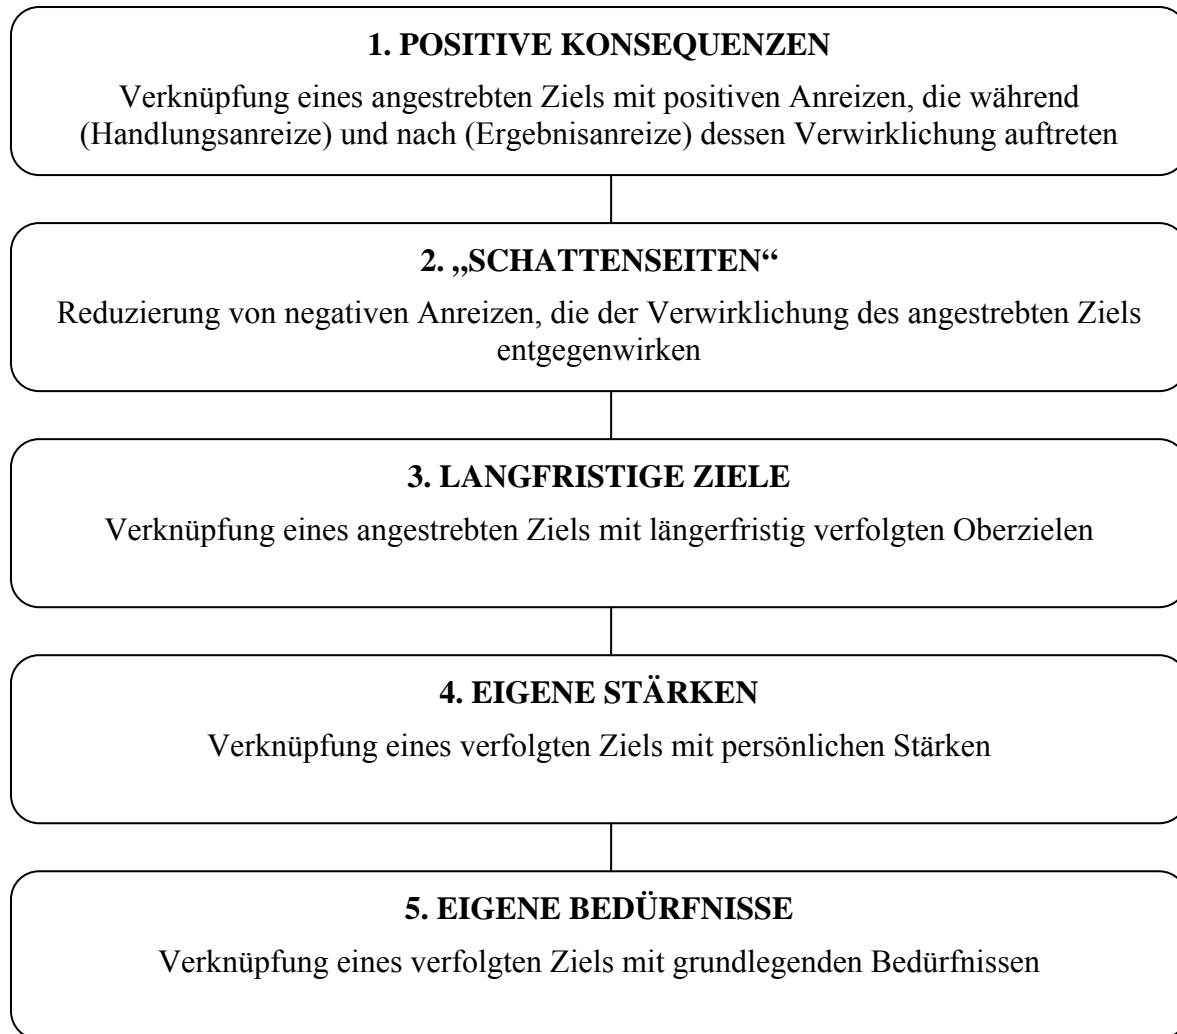 1. POSITIVE KONSEQUENZEN
Verknüpfung eines angestrebten Ziels mit positiven Anreizen, die während
(Handlungsanreize) und nach (Ergebnisanreize) dessen Verwirklichung auftreten
2. „SCHATTENSEITEN“
Reduzierung von negativen Anreizen, die der Verwirklichung des angestrebten Ziels
entgegenwirken
3. LANGFRISTIGE ZIELE
Verknüpfung eines angestrebten Ziels mit längerfristig verfolgten Oberzielen
4. EIGENE STÄRKEN
Verknüpfung eines verfolgten Ziels mit persönlichen Stärken
5. EIGENE BEDÜRFNISSE
Verknüpfung eines verfolgten Ziels mit grundlegenden Bedürfnissen